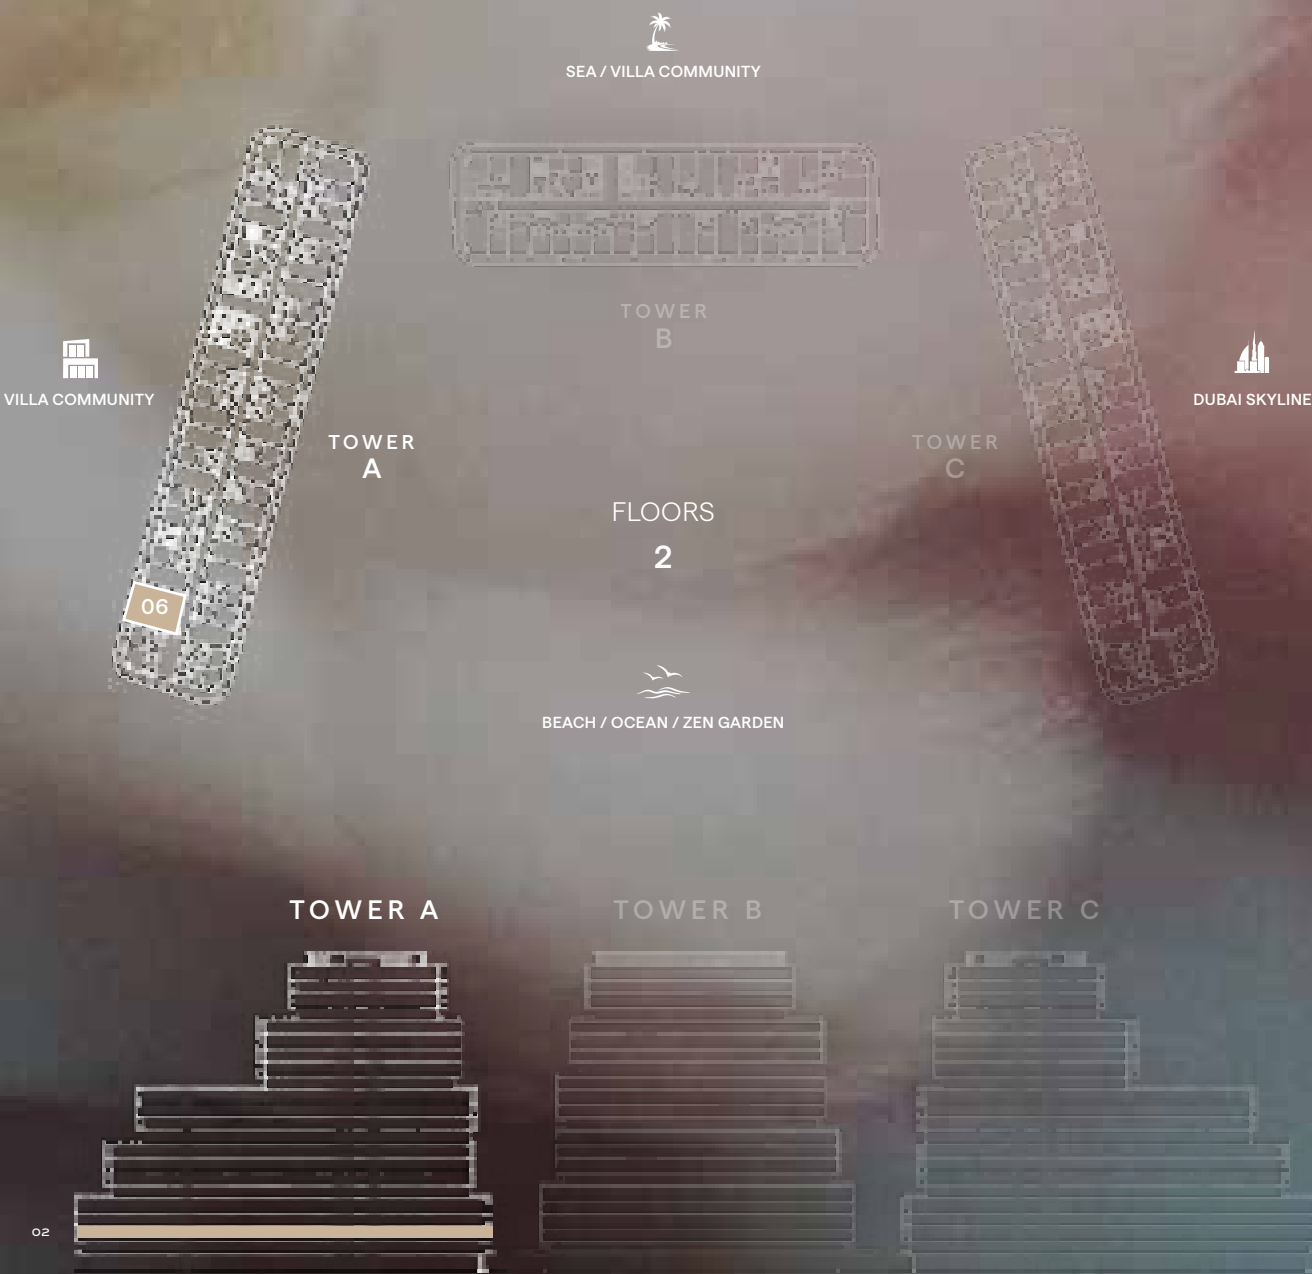 SEA / VILLA COMMUNITY
TOWER
B
VILLA COMMUNITY
DUBAI SKYLINE
TOWER
A
TOWER
C
FLOORS
2
06
BEACH / OCEAN / ZEN GARDEN
TOWER A
TOWER B
TOWER C
02